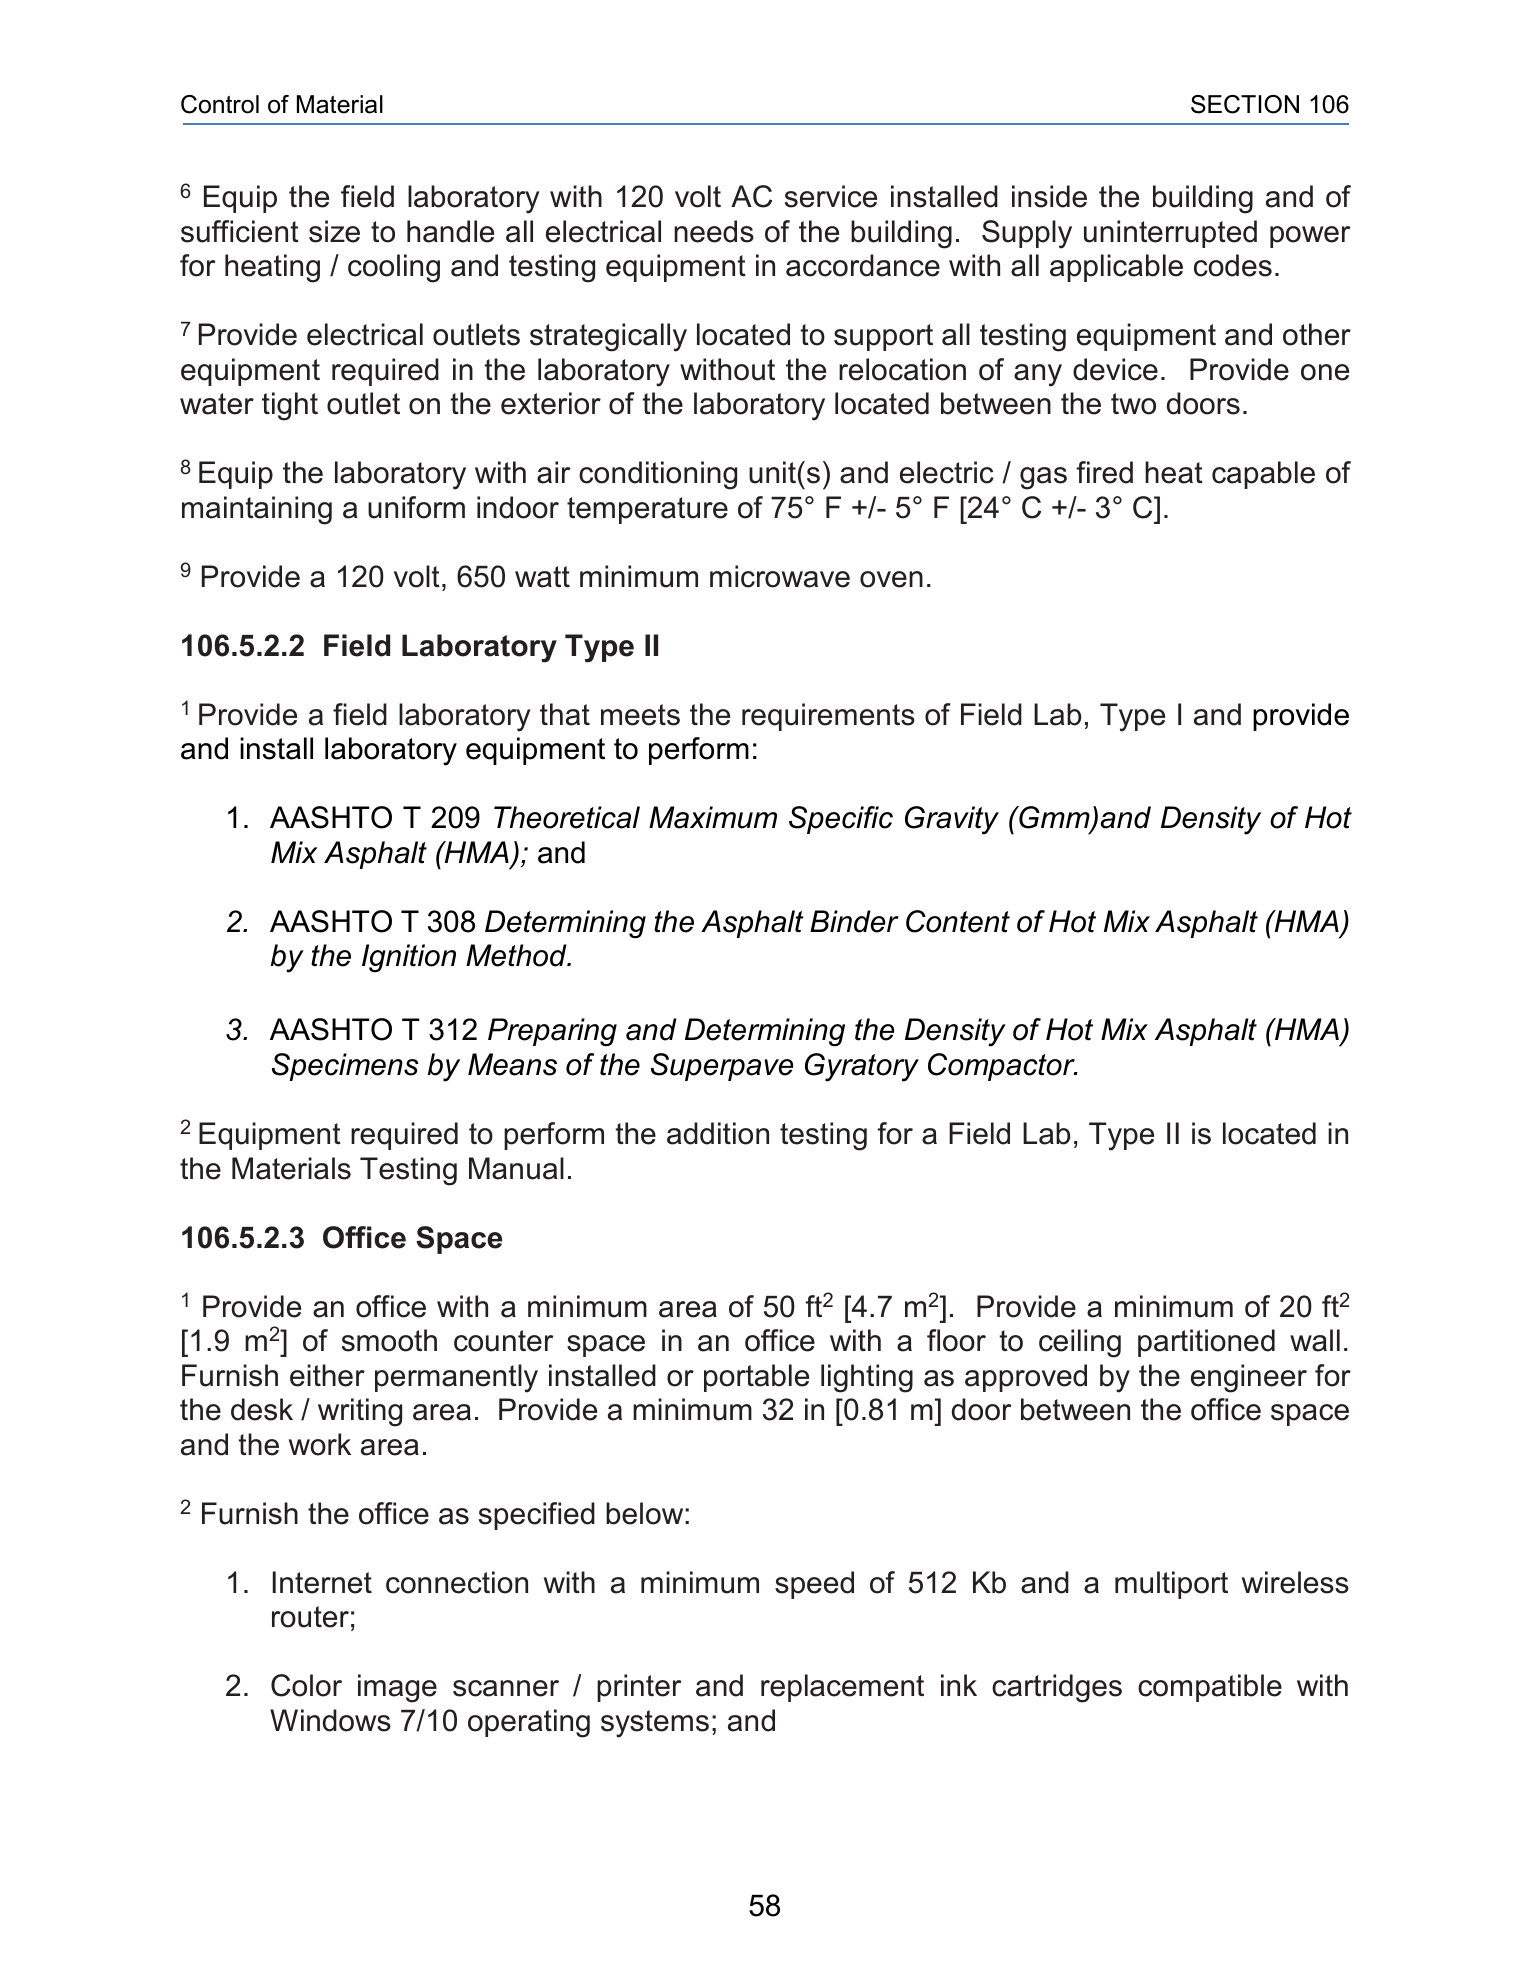 Control of Material SECTION 106
6 Equip the field laboratory with 120 volt AC service installed inside the building and of
sufficient size to handle all electrical needs of the building. Supply uninterrupted power
for heating / cooling and testing equipment in accordance with all applicable codes.
7 Provide electrical outlets strategically located to support all testing equipment and other
equipment required in the laboratory without the relocation of any device. Provide one
water tight outlet on the exterior of the laboratory located between the two doors.
8 Equip the laboratory with air conditioning unit(s) and electric / gas fired heat capable of
maintaining a uniform indoor temperature of 75° F +/- 5° F [24° C +/- 3° C].
9 Provide a 120 volt, 650 watt minimum microwave oven.
106.5.2.2 Field Laboratory Type II
1 Provide a field laboratory that meets the requirements of Field Lab, Type I and provide
and install laboratory equipment to perform:
1. AASHTO T 209 Theoretical Maximum Specific Gravity (Gmm)and Density of Hot
Mix Asphalt (HMA); and
2. AASHTO T 308 Determining the Asphalt Binder Content of Hot Mix Asphalt (HMA)
by the Ignition Method.
3. AASHTO T 312 Preparing and Determining the Density of Hot Mix Asphalt (HMA)
Specimens by Means of the Superpave Gyratory Compactor.
2 Equipment required to perform the addition testing for a Field Lab, Type II is located in
the Materials Testing Manual.
106.5.2.3 Office Space
1 Provide an office with a minimum area of 50 ft2 [4.7 m2]. Provide a minimum of 20 ft2
[1.9 m2] of smooth counter space in an office with a floor to ceiling partitioned wall.
Furnish either permanently installed or portable lighting as approved by the engineer for
the desk / writing area. Provide a minimum 32 in [0.81 m] door between the office space
and the work area.
2 Furnish the office as specified below:
1. Internet connection with a minimum speed of 512 Kb and a multiport wireless
router;
2. Color image scanner / printer and replacement ink cartridges compatible with
Windows 7/10 operating systems; and
58